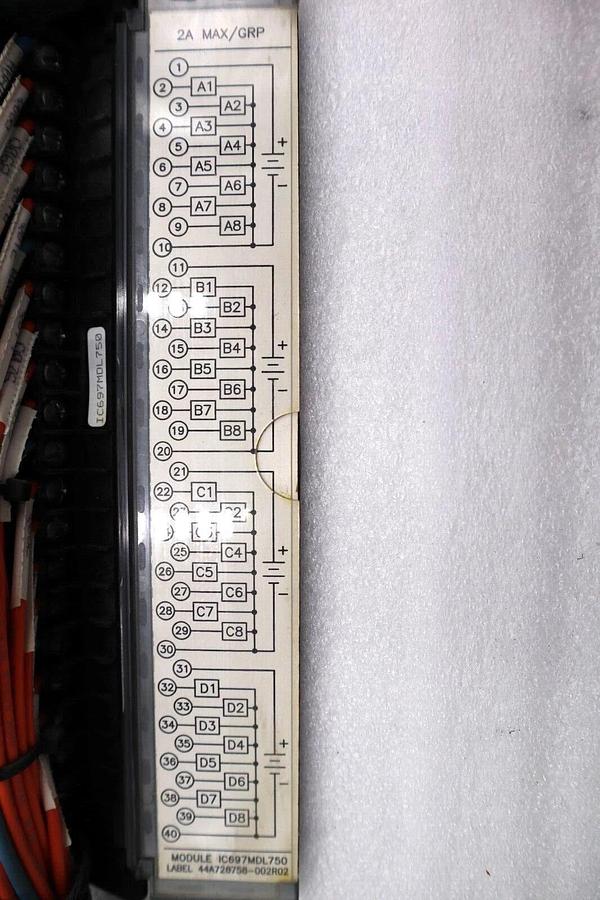 2A MAX/GRP
1
2 A1
3 A2
4 A3
5 A4
+
6 A5
7 A6
-
8 A7
9 A8
10
11
12 B1
B2
14 B3
15 B4
+
16 B5
17 B6
-
18 B7
19 B8
20
21
22 C1
25 C4
+
26 C5
27 C6
-
28 C7
29 C8
30
31
32 D1
33 D2
34 D3
35 D4
+
36 D5
37 D6
-
38 D7
39 D8
40
MODULE IC697MDL750
LABEL 44A726758-002R02
IC697MDL750